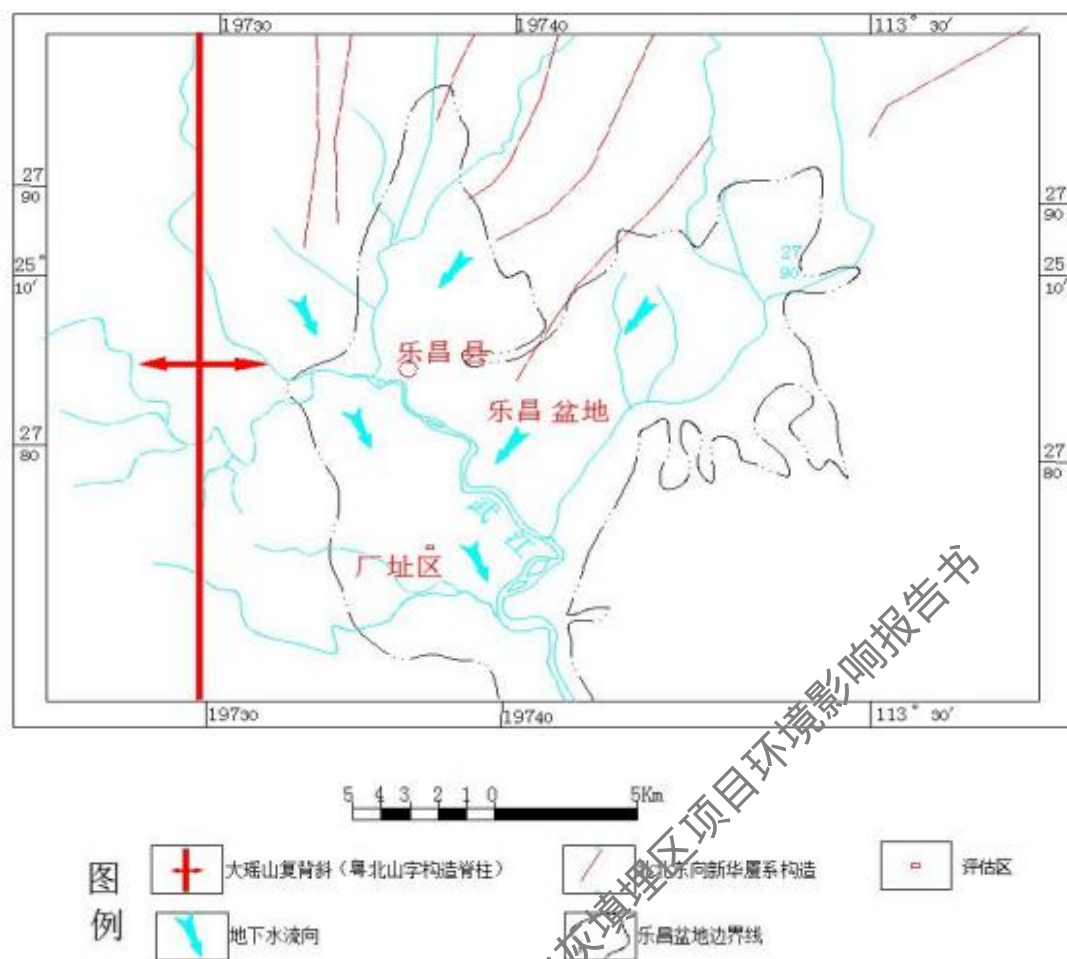 19730
19740
113° 30′
27
90
27
90
25°
10′
27
90
25
10′
乐昌县
乐昌盆地
27
80
27
80
武
江
厂址区
19730
19740
113° 30′
5 4 3 2 1 0 5Km
图例
大瑶山复背斜（粤北山字构造脊柱）
北东向新华厦系构造
评估区
地下水流向
乐昌盆地边界线
灰填埋区项目环境影响报告书